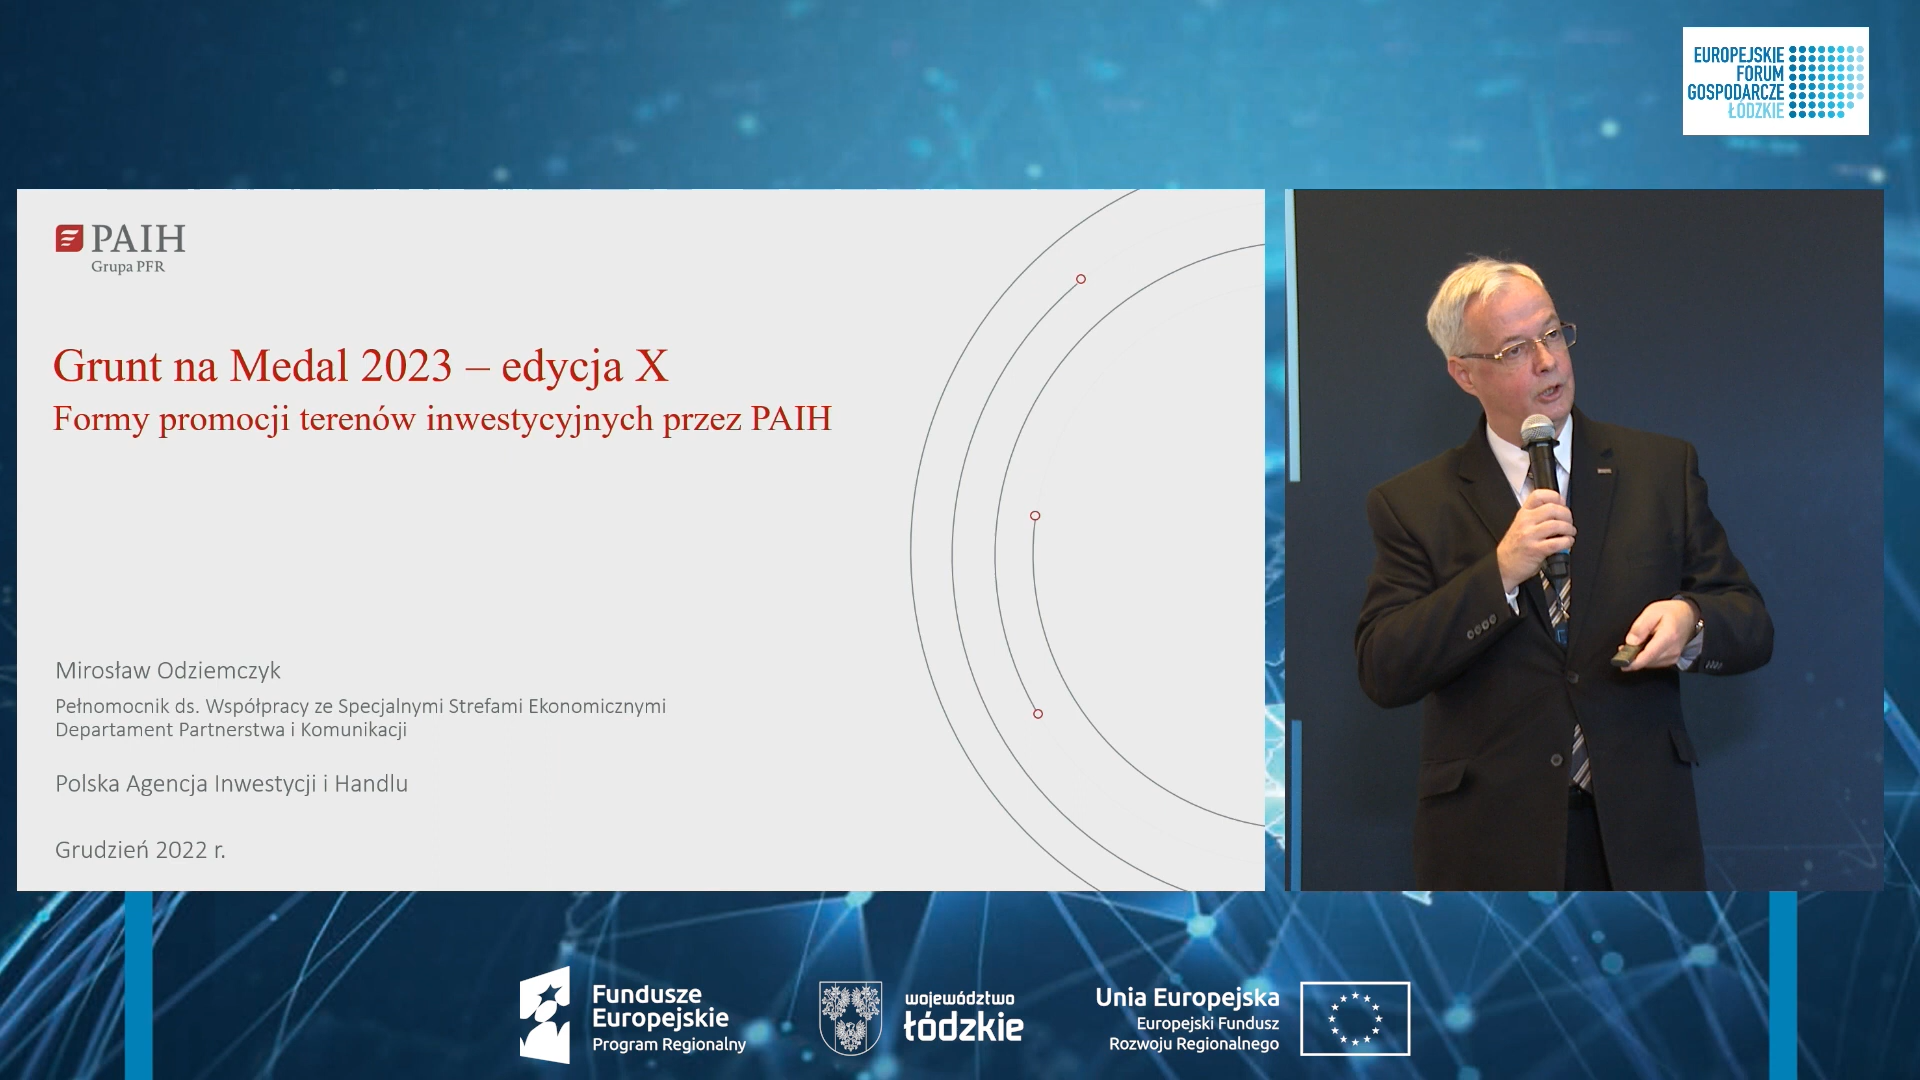 EUROPEJSKIE
FORUM
GOSPODARCZE
ŁÓDZKIE
PAIH
Grupa PFR
Grunt na Medal 2023 – edycja X
Formy promocji terenów inwestycyjnych przez PAIH
Mirosław Odziemczyk
Pełnomocnik ds. Współpracy ze Specjalnymi Strefami Ekonomicznymi
Departament Partnerstwa i Komunikacji
Polska Agencja Inwestycji i Handlu
Grudzień 2022 r.
Fundusze
Europejskie
Program Regionalny
województwo
łódzkie
Unia Europejska
Europejski Fundusz
Rozwoju Regionalnego